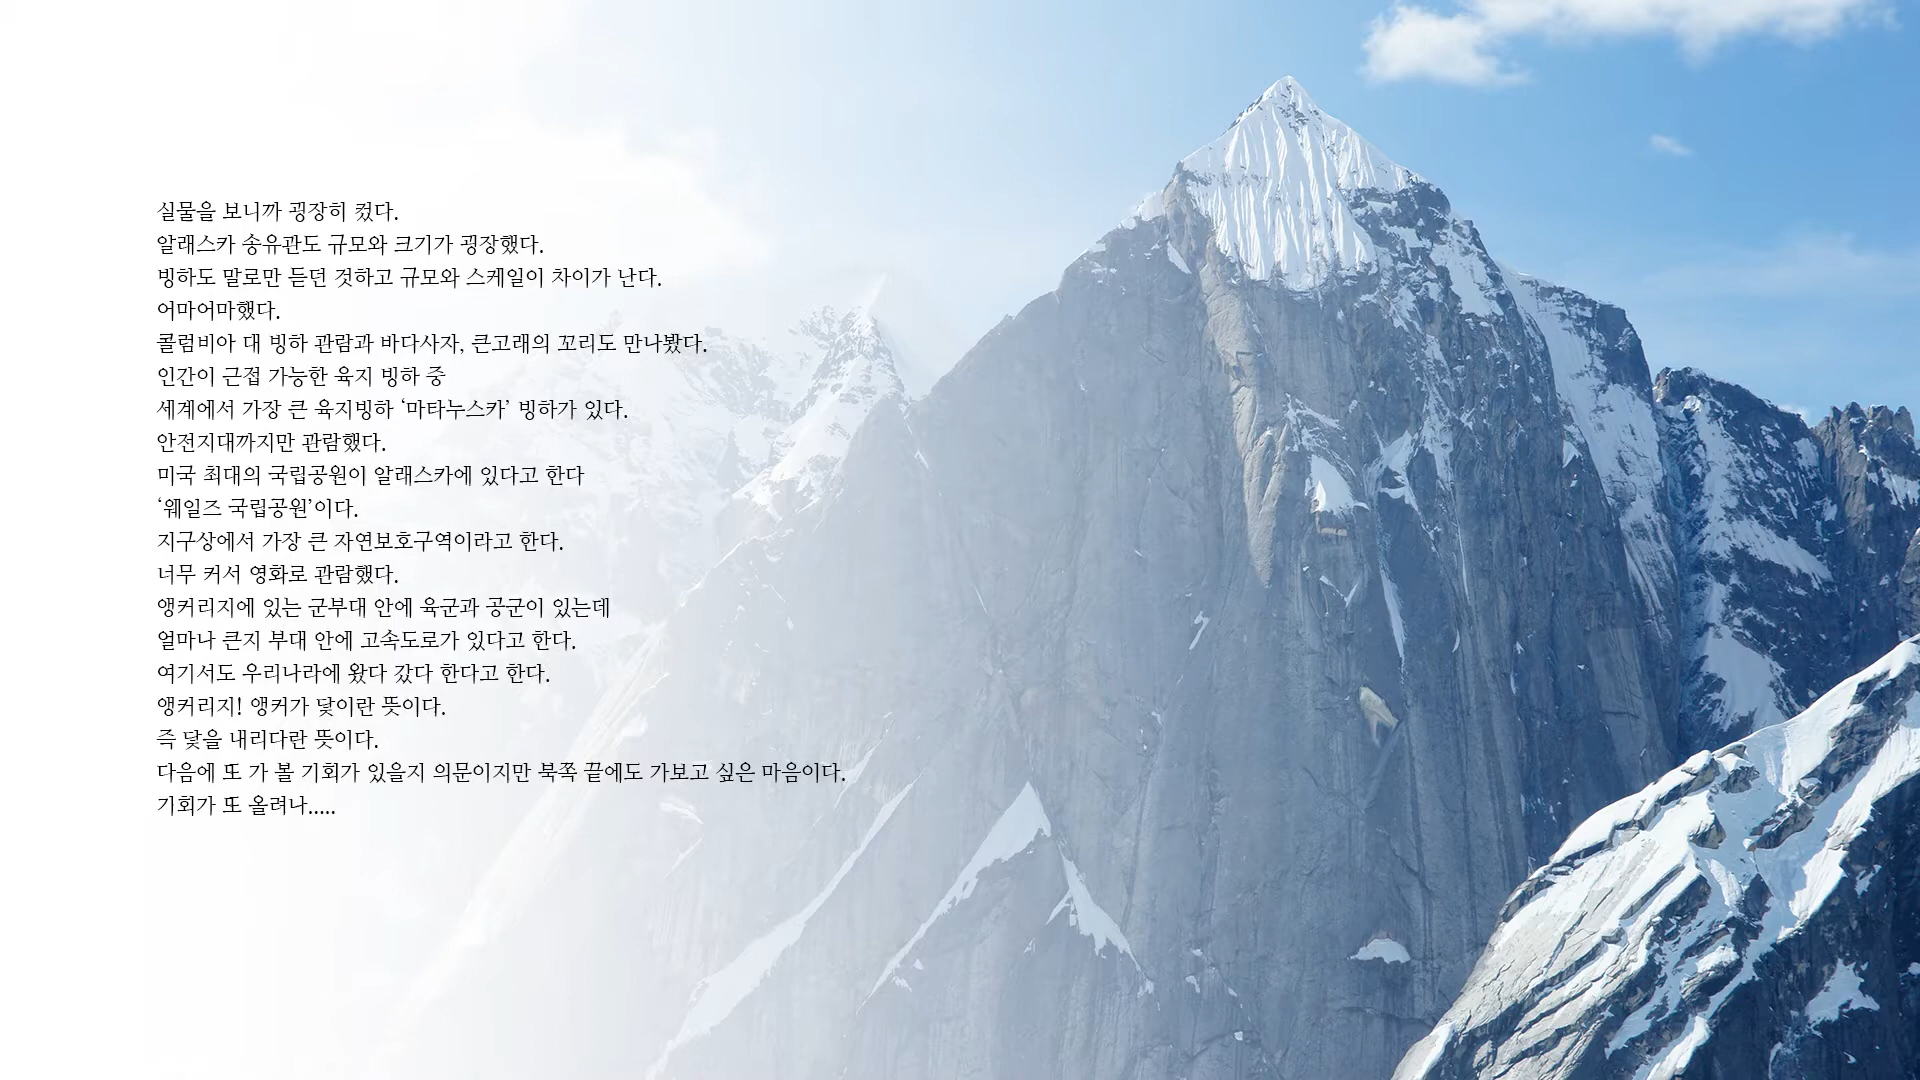 실물을 보니까 굉장히 컸다.
알래스카 송유관도 규모와 크기가 굉장했다.
빙하도 말로만 듣던 것하고 규모와 스케일이 차이가 난다.
어마어마했다.
콜럼비아 대 빙하 관람과 바다사자, 큰고래의 꼬리도 만나봤다.
인간이 근접 가능한 육지 빙하 중
세계에서 가장 큰 육지빙하 ‘마타누스카’ 빙하가 있다.
안전지대까지만 관람했다.
미국 최대의 국립공원이 알래스카에 있다고 한다
‘웨일즈 국립공원’이다.
지구상에서 가장 큰 자연보호구역이라고 한다.
너무 커서 영화로 관람했다.
앵커리지에 있는 군부대 안에 육군과 공군이 있는데
얼마나 큰지 부대 안에 고속도로가 있다고 한다.
여기서도 우리나라에 왔다 갔다 한다고 한다.
앵커리지! 앵커가 닻이란 뜻이다.
즉 닻을 내리다란 뜻이다.
다음에 또 가 볼 기회가 있을지 의문이지만 북쪽 끝에도 가보고 싶은 마음이다.
기회가 또 올려나.....